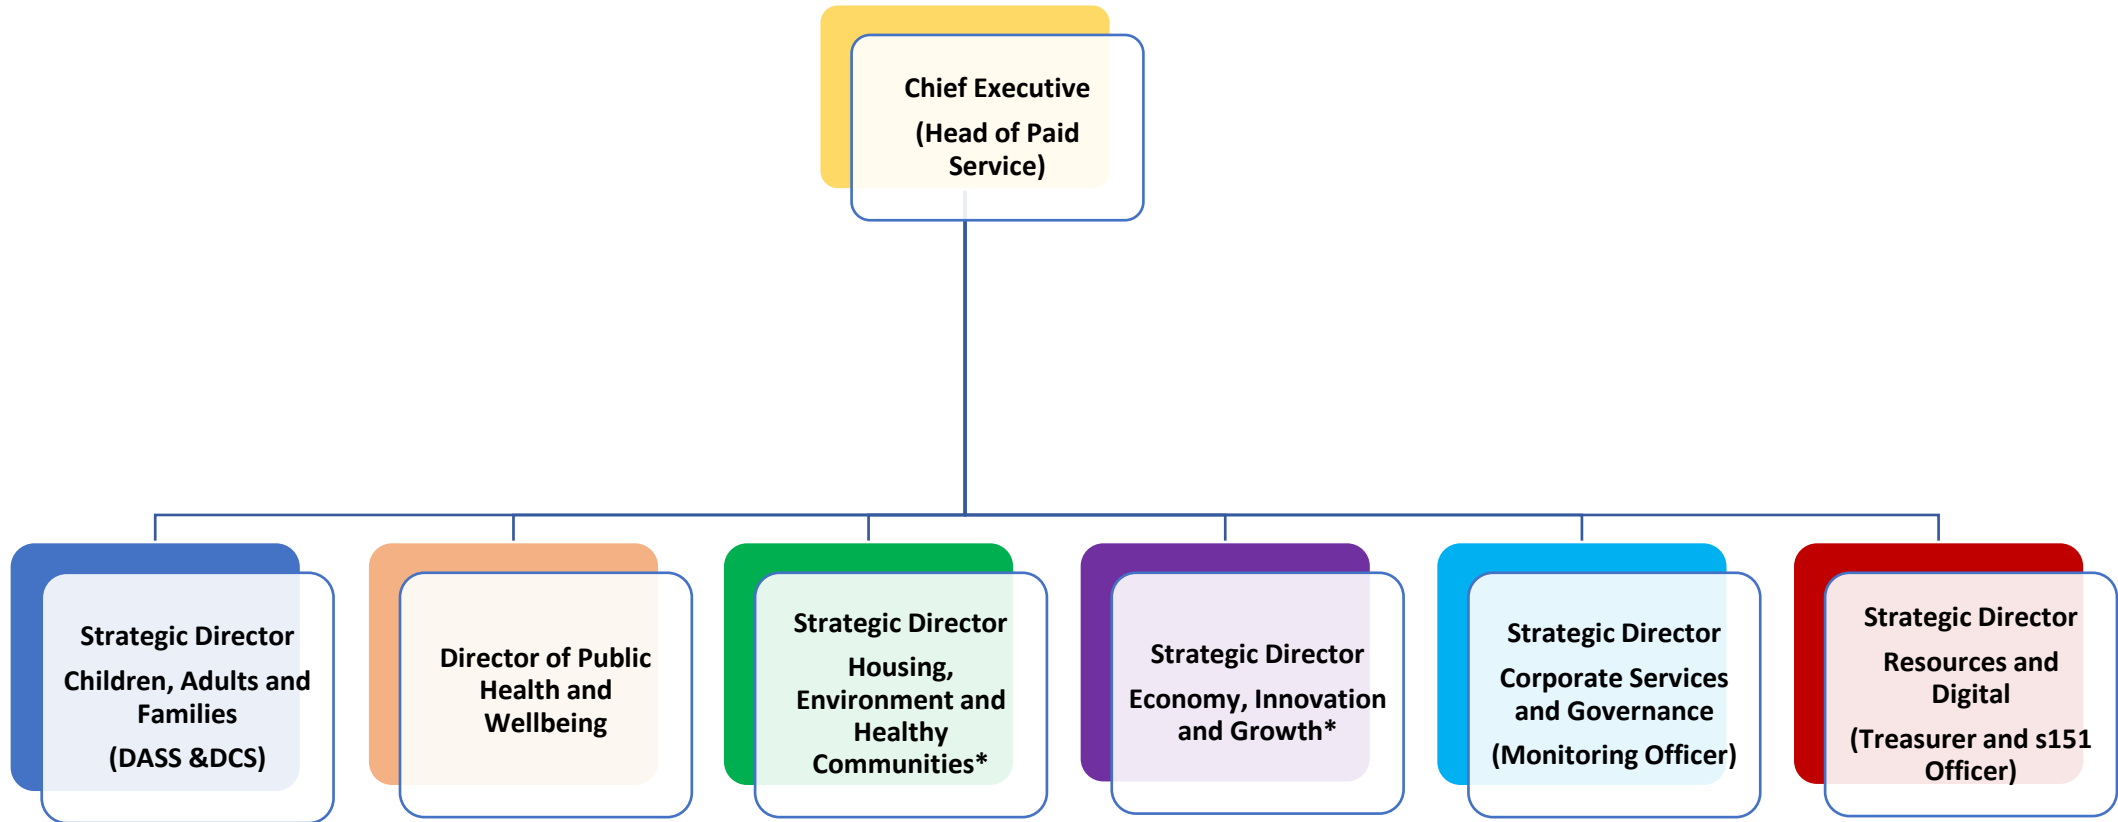 Chief Executive
(Head of Paid
Service)
Strategic Director
Children, Adults and
Families
(DASS &DCS)
Director of Public
Health and
Wellbeing
Strategic Director
Housing,
Environment and
Healthy
Communities*
Strategic Director
Economy, Innovation
and Growth*
Strategic Director
Corporate Services
and Governance
(Monitoring Officer)
Strategic Director
Resources and
Digital
(Treasurer and s151
Officer)